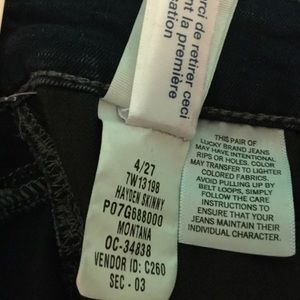 rci de retirer ceci
ant la première
isation
4/27
7W13198
HAYDEN SKINNY
P07G688000
MONTANA
OC-34838
VENDOR ID: C260
SEC - 03
THIS PAIR OF
LUCKY BRAND JEANS
MAY HAVE INTENTIONAL
RIPS OR HOLES. COLOR
MAY TRANSFER TO LIGHTER
COLORED FABRICS.
AVOID PULLING UP BY
BELT LOOPS, SIMPLY
FOLLOW THE CARE
INSTRUCTIONS TO
ENSURE THAT YOUR
JEANS MAINTAIN THEIR
INDIVIDUAL CHARACTER.